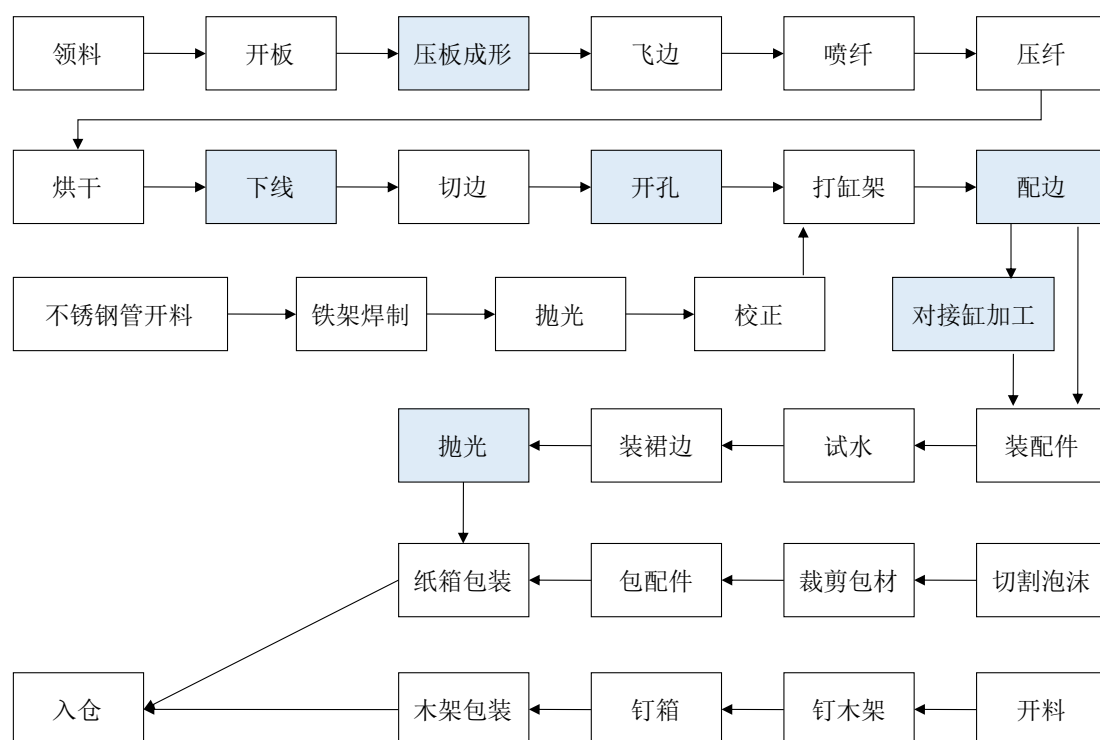 领料 开板 压板成形 飞边 喷纤 压纤
烘干 下线 切边 开孔 打缸架 配边
不锈钢管开料 铁架焊制 抛光 校正 对接缸加工
抛光 装裙边 试水 装配件
纸箱包装 包配件 裁剪包材 切割泡沫
入仓 木架包装 钉箱 钉木架 开料